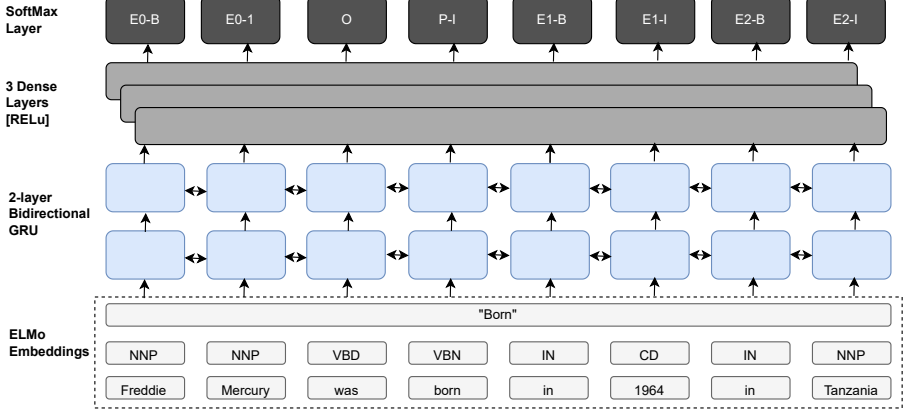 SoftMax
Layer
E0-B E0-1 O P-I E1-B E1-I E2-B E2-I
3 Dense
Layers
[RELu]
2-layer
Bidirectional
GRU
ELMo
Embeddings
"Born"
NNP NNP VBD VBN IN CD IN NNP
Freddie Mercury was born in 1964 in Tanzania